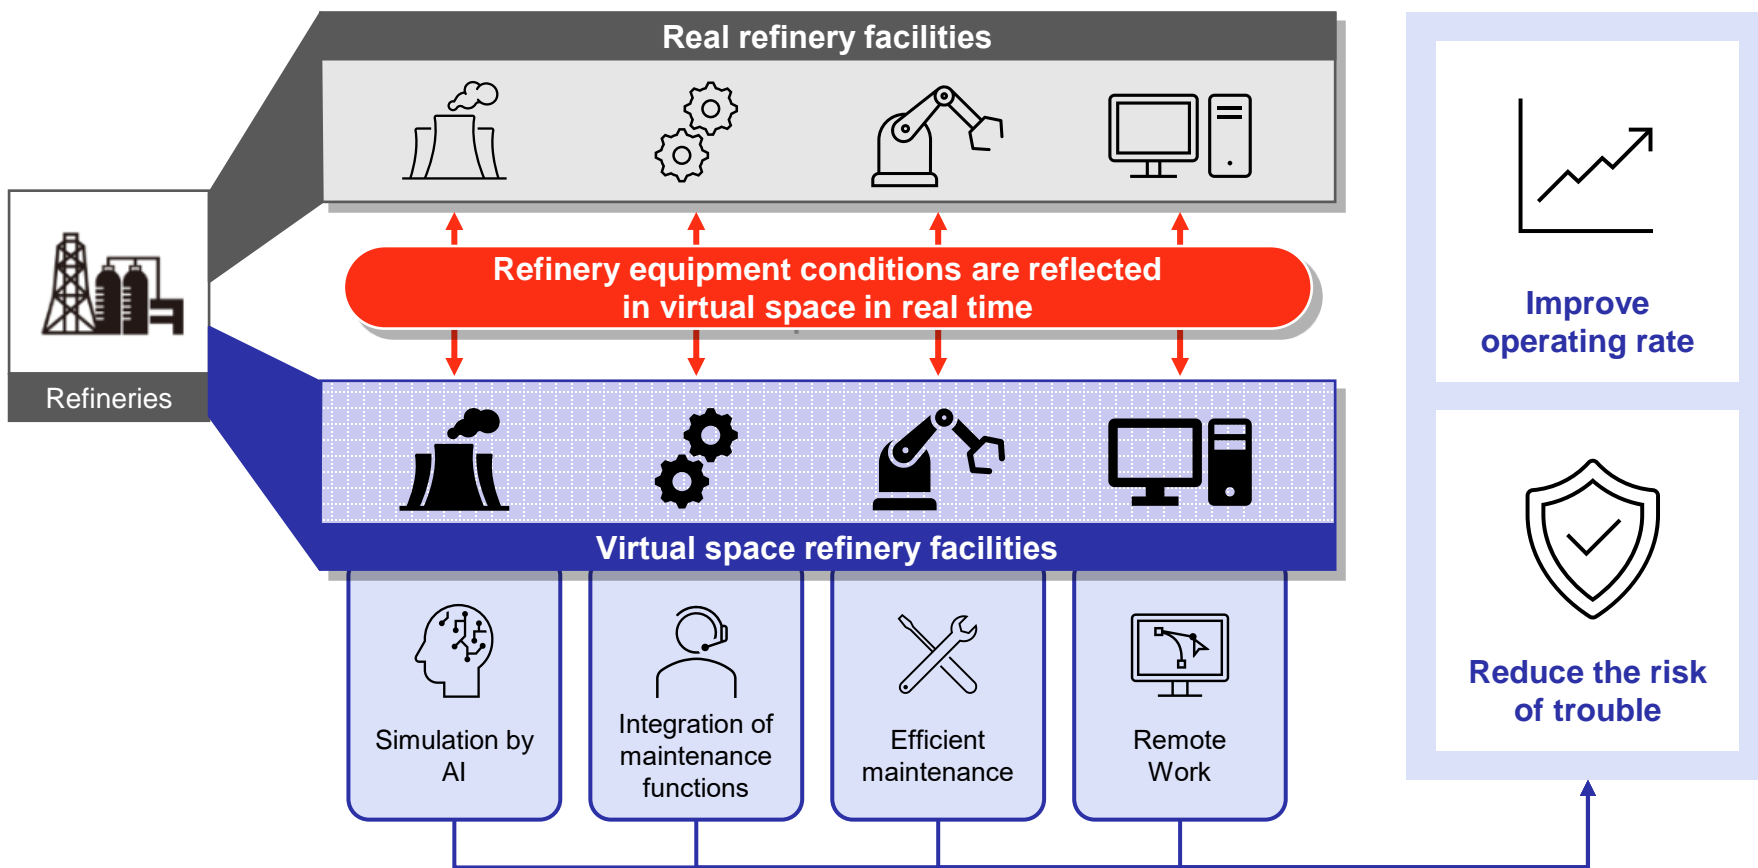 Real refinery facilities
Refineries
Refinery equipment conditions are reflected
in virtual space in real time
Virtual space refinery facilities
Simulation by
AI
Integration of
maintenance
functions
Efficient
maintenance
Remote
Work
Improve
operating rate
Reduce the risk
of trouble